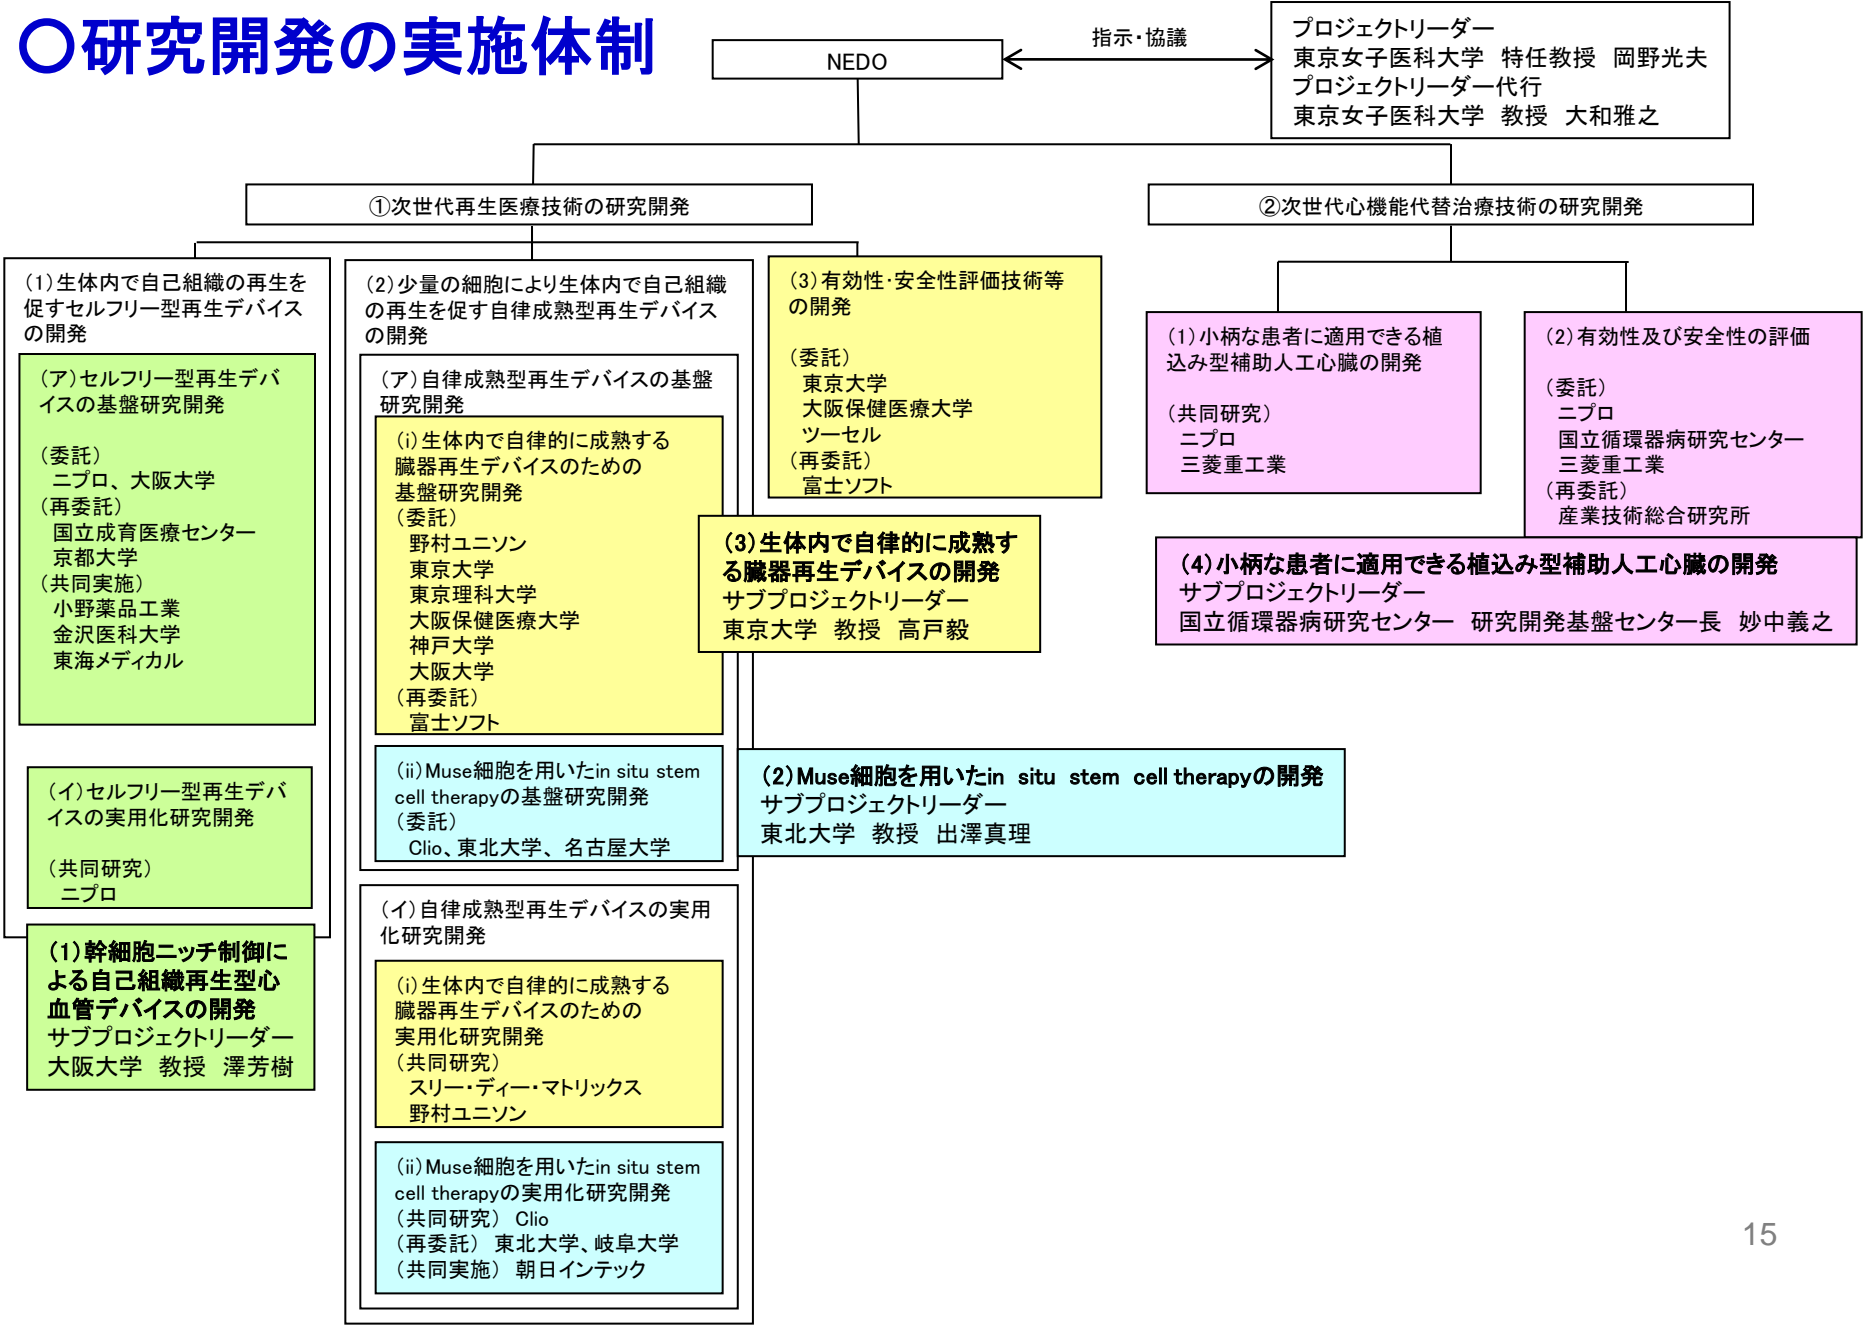 〇研究開発の実施体制
NEDO
指示・協議
プロジェクトリーダー
東京女子医科大学 特任教授 岡野光夫
プロジェクトリーダー代行
東京女子医科大学 教授 大和雅之
①次世代再生医療技術の研究開発
②次世代心機能代替治療技術の研究開発
（1）生体内で自己組織の再生を
促すセルフリー型再生デバイス
の開発
（ア）セルフリー型再生デバ
イスの基盤研究開発
（委託）
ニプロ、大阪大学
（再委託）
国立成育医療センター
京都大学
（共同実施）
小野薬品工業
金沢医科大学
東海メディカル
（イ）セルフリー型再生デバ
イスの実用化研究開発
（共同研究）
ニプロ
（1）幹細胞ニッチ制御に
よる自己組織再生型心
血管デバイスの開発
サブプロジェクトリーダー
大阪大学 教授 澤芳樹
（2）少量の細胞により生体内で自己組織
の再生を促す自律成熟型再生デバイス
の開発
（ア）自律成熟型再生デバイスの基盤
研究開発
（i）生体内で自律的に成熟する
臓器再生デバイスのための
基盤研究開発
（委託）
野村ユニソン
東京大学
東京理科大学
大阪保健医療大学
神戸大学
大阪大学
（再委託）
富士ソフト
（ii）Muse細胞を用いたin situ stem
cell therapyの基盤研究開発
（委託）
Clio、東北大学、名古屋大学
（イ）自律成熟型再生デバイスの実用
化研究開発
（i）生体内で自律的に成熟する
臓器再生デバイスのための
実用化研究開発
（共同研究）
スリー・ディー・マトリックス
野村ユニソン
（ii）Muse細胞を用いたin situ stem
cell therapyの実用化研究開発
（共同研究） Clio
（再委託） 東北大学、岐阜大学
（共同実施） 朝日インテック
（3）有効性・安全性評価技術等
の開発
（委託）
東京大学
大阪保健医療大学
ツーセル
（再委託）
富士ソフト
（3）生体内で自律的に成熟す
る臓器再生デバイスの開発
サブプロジェクトリーダー
東京大学 教授 高戸毅
（2）Muse細胞を用いたin situ stem cell therapyの開発
サブプロジェクトリーダー
東北大学 教授 出澤真理
（1）小柄な患者に適用できる植
込み型補助人工心臓の開発
（共同研究）
ニプロ
三菱重工業
（2）有効性及び安全性の評価
（委託）
ニプロ
国立循環器病研究センター
三菱重工業
（再委託）
産業技術総合研究所
（4）小柄な患者に適用できる植込み型補助人工心臓の開発
サブプロジェクトリーダー
国立循環器病研究センター 研究開発基盤センター長 妙中義之
15